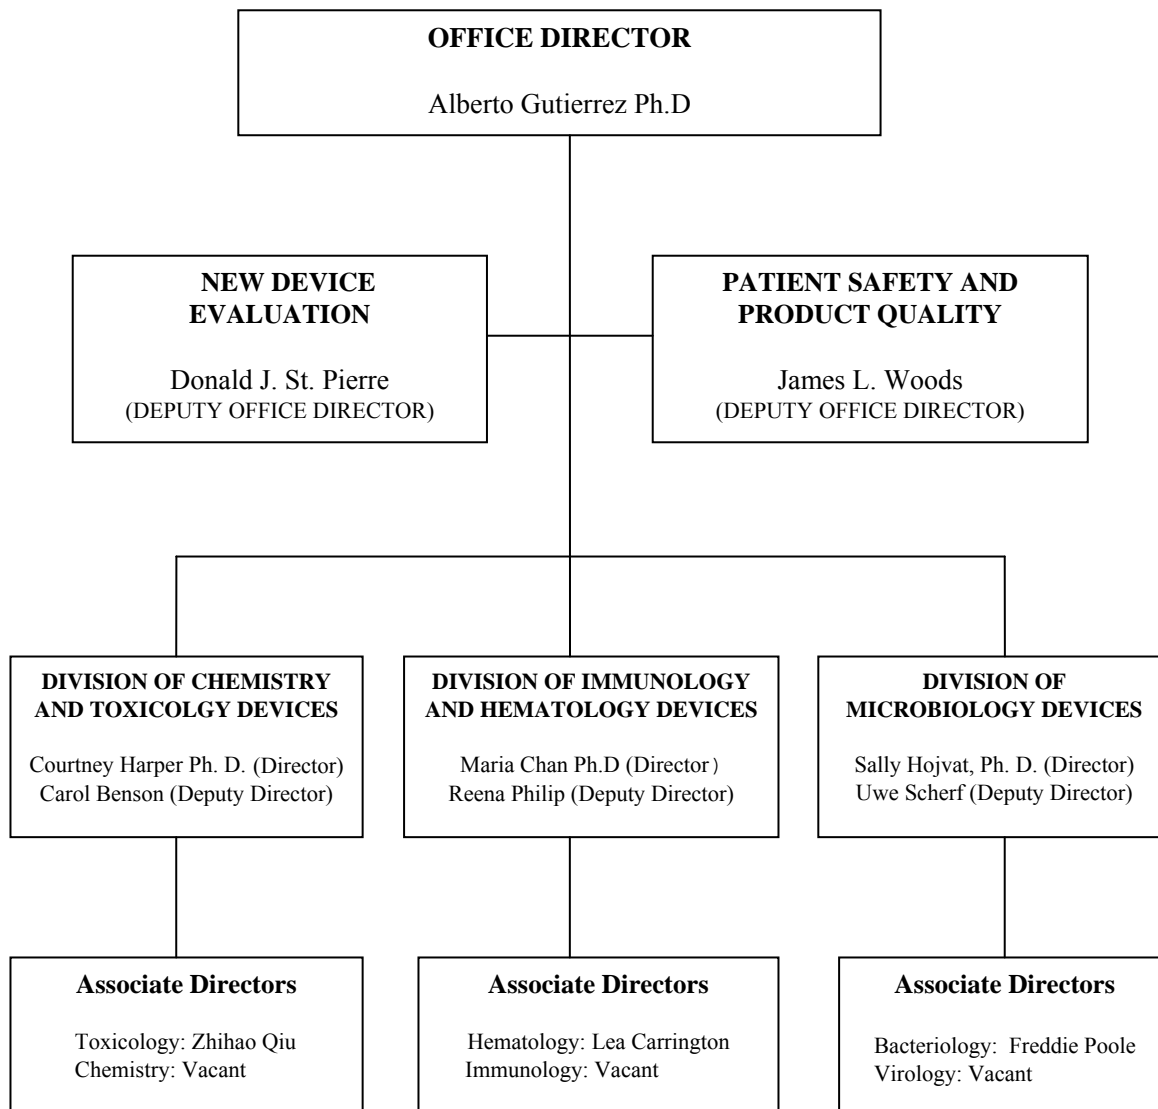 OFFICE DIRECTOR
Alberto Gutierrez Ph.D
NEW DEVICE
EVALUATION
Donald J. St. Pierre
(DEPUTY OFFICE DIRECTOR)
PATIENT SAFETY AND
PRODUCT QUALITY
James L. Woods
(DEPUTY OFFICE DIRECTOR)
DIVISION OF CHEMISTRY
AND TOXICOLGY DEVICES
Courtney Harper Ph. D. (Director)
Carol Benson (Deputy Director)
DIVISION OF IMMUNOLOGY
AND HEMATOLOGY DEVICES
Maria Chan Ph.D (Director)
Reena Philip (Deputy Director)
DIVISION OF
MICROBIOLOGY DEVICES
Sally Hojvat, Ph. D. (Director)
Uwe Scherf (Deputy Director)
Associate Directors
Toxicology: Zhihao Qiu
Chemistry: Vacant
Associate Directors
Hematology: Lea Carrington
Immunology: Vacant
Associate Directors
Bacteriology: Freddie Poole
Virology: Vacant